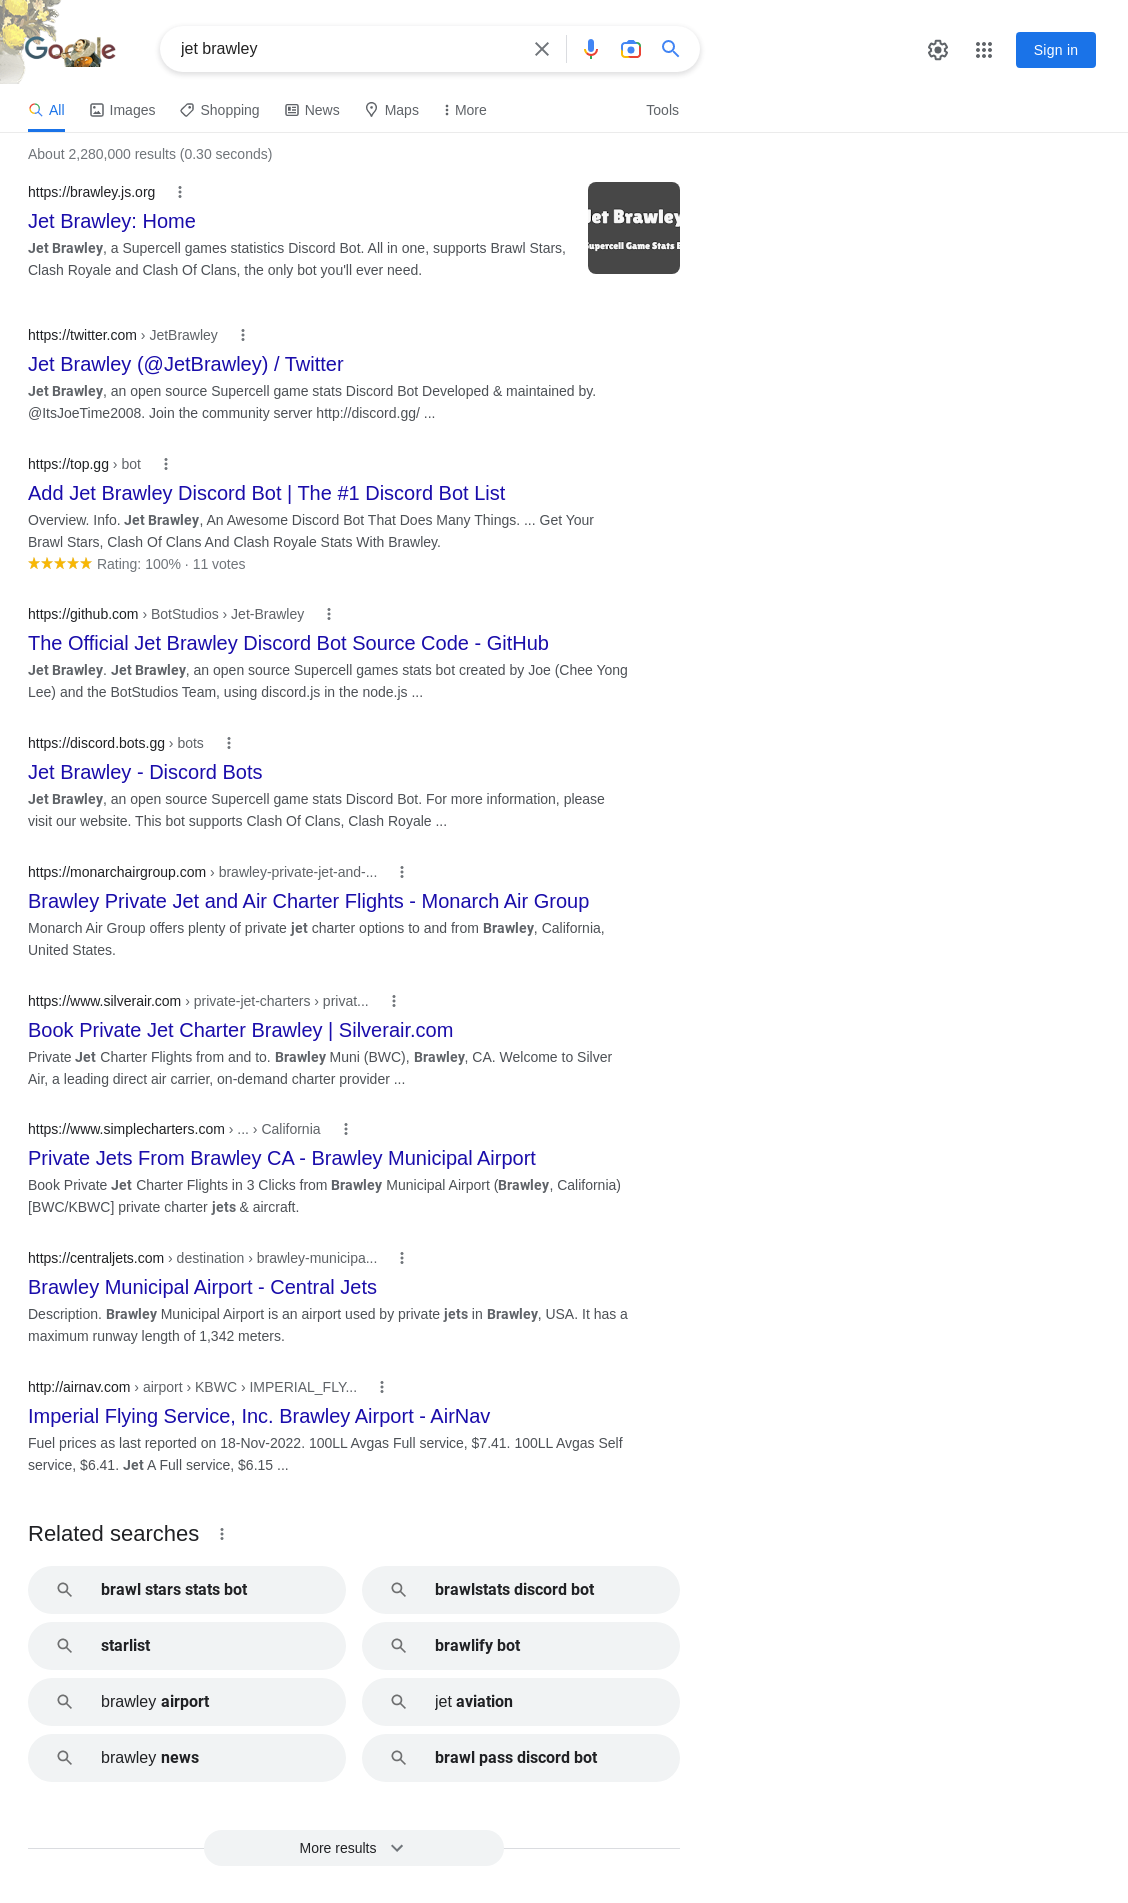 Google
jet brawley
Sign in
All
Images
Shopping
News
Maps
More
Tools
About 2,280,000 results (0.30 seconds)
https://brawley.js.org
Jet Brawley: Home
Jet Brawley, a Supercell games statistics Discord Bot. All in one, supports Brawl Stars,
Clash Royale and Clash Of Clans, the only bot you'll ever need.
Jet Brawley
Supercell Game Stats B
https://twitter.com › JetBrawley
Jet Brawley (@JetBrawley) / Twitter
Jet Brawley, an open source Supercell game stats Discord Bot Developed & maintained by.
@ItsJoeTime2008. Join the community server http://discord.gg/ ...
https://top.gg › bot
Add Jet Brawley Discord Bot | The #1 Discord Bot List
Overview. Info. Jet Brawley, An Awesome Discord Bot That Does Many Things. ... Get Your
Brawl Stars, Clash Of Clans And Clash Royale Stats With Brawley.
Rating: 100% · 11 votes
https://github.com › BotStudios › Jet-Brawley
The Official Jet Brawley Discord Bot Source Code - GitHub
Jet Brawley. Jet Brawley, an open source Supercell games stats bot created by Joe (Chee Yong
Lee) and the BotStudios Team, using discord.js in the node.js ...
https://discord.bots.gg › bots
Jet Brawley - Discord Bots
Jet Brawley, an open source Supercell game stats Discord Bot. For more information, please
visit our website. This bot supports Clash Of Clans, Clash Royale ...
https://monarchairgroup.com › brawley-private-jet-and-...
Brawley Private Jet and Air Charter Flights - Monarch Air Group
Monarch Air Group offers plenty of private jet charter options to and from Brawley, California,
United States.
https://www.silverair.com › private-jet-charters › privat...
Book Private Jet Charter Brawley | Silverair.com
Private Jet Charter Flights from and to. Brawley Muni (BWC), Brawley, CA. Welcome to Silver
Air, a leading direct air carrier, on-demand charter provider ...
https://www.simplecharters.com › ... › California
Private Jets From Brawley CA - Brawley Municipal Airport
Book Private Jet Charter Flights in 3 Clicks from Brawley Municipal Airport (Brawley, California)
[BWC/KBWC] private charter jets & aircraft.
https://centraljets.com › destination › brawley-municipa...
Brawley Municipal Airport - Central Jets
Description. Brawley Municipal Airport is an airport used by private jets in Brawley, USA. It has a
maximum runway length of 1,342 meters.
http://airnav.com › airport › KBWC › IMPERIAL_FLY...
Imperial Flying Service, Inc. Brawley Airport - AirNav
Fuel prices as last reported on 18-Nov-2022. 100LL Avgas Full service, $7.41. 100LL Avgas Self
service, $6.41. Jet A Full service, $6.15 ...
Related searches
brawl stars stats bot
brawlstats discord bot
starlist
brawlify bot
brawley airport
jet aviation
brawley news
brawl pass discord bot
More results